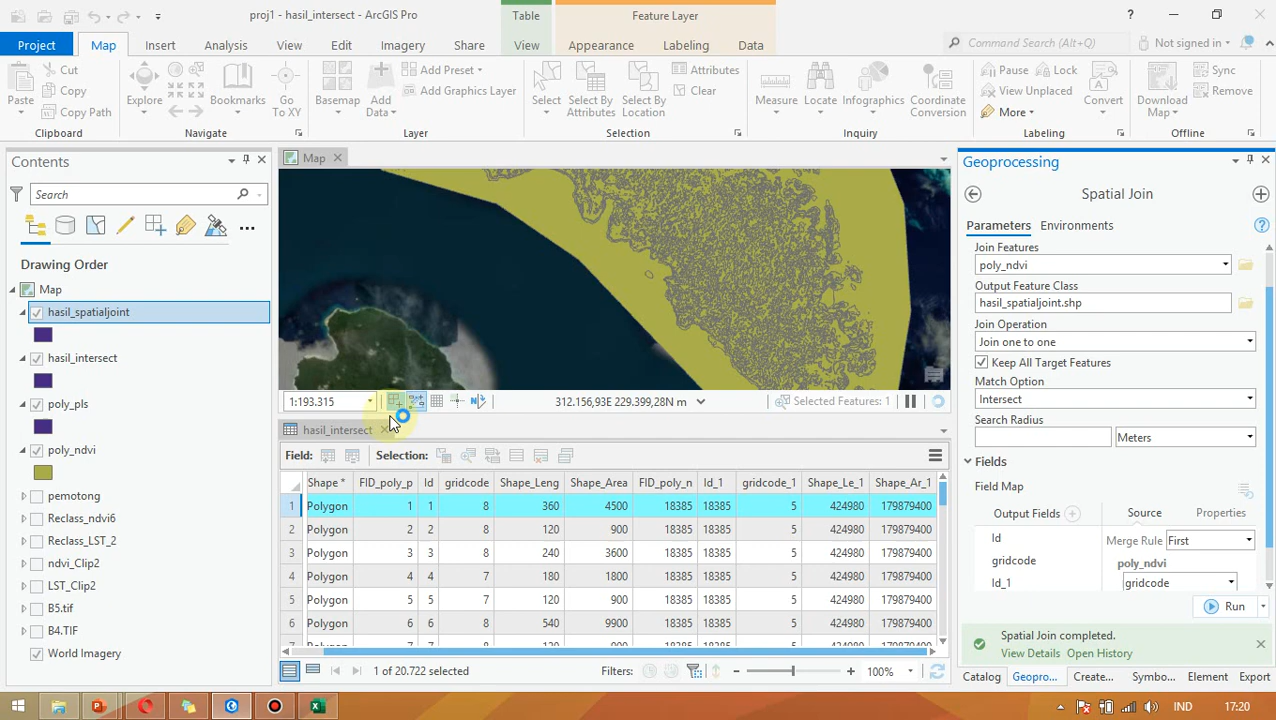 proj1 - hasil_intersect - ArcGIS Pro
Table
Feature Layer
Project Map Insert Analysis View Edit Imagery Share View Appearance Labeling Data
Command Search (Alt+Q) Not signed in
Paste Cut Copy Copy Path
Explore Bookmarks Go To XY
Basemap Add Data Add Preset Add Graphics Layer
Select Select By Attributes Select By Location Attributes Clear
Measure Locate Infographics Coordinate Conversion
Pause Lock View Unplaced More Convert
Download Map Sync Remove
Clipboard Navigate Layer Selection Inquiry Labeling Offline
Contents
Search
Drawing Order
Map
hasil_spatialjoint
hasil_intersect
poly_pls
poly_ndvi
pemotong
Reclass_ndvi6
Reclass_LST_2
ndvi_Clip2
LST_Clip2
B5.tif
B4.TIF
World Imagery
Map
1:193.315 312.156,93E 229.399,28N m Selected Features: 1
hasil_intersect
Field: Selection:
Shape * FID_poly_p Id gridcode Shape_Leng Shape_Area FID_poly_n Id_1 gridcode_1 Shape_Le_1 Shape_Ar_1
1 Polygon 1 1 8 360 4500 18385 18385 5 424980 179879400
2 Polygon 2 2 8 120 900 18385 18385 5 424980 179879400
3 Polygon 3 3 8 240 3600 18385 18385 5 424980 179879400
4 Polygon 4 4 7 180 1800 18385 18385 5 424980 179879400
5 Polygon 5 5 7 120 900 18385 18385 5 424980 179879400
6 Polygon 6 6 8 540 9900 18385 18385 5 424980 179879400
7 Polygon 7 7 8 120 900 18385 18385 5 424980 179879400
1 of 20.722 selected Filters: 100%
Geoprocessing
Spatial Join
Parameters Environments
Join Features
poly_ndvi
Output Feature Class
hasil_spatialjoint.shp
Join Operation
Join one to one
Keep All Target Features
Match Option
Intersect
Search Radius
Meters
Fields
Field Map
Output Fields Source Properties
Id Merge Rule First
gridcode poly_ndvi
Id_1 gridcode
Run
Spatial Join completed.
View Details Open History
Catalog Geopro... Create... Symbo... Element Export
IND 17:20